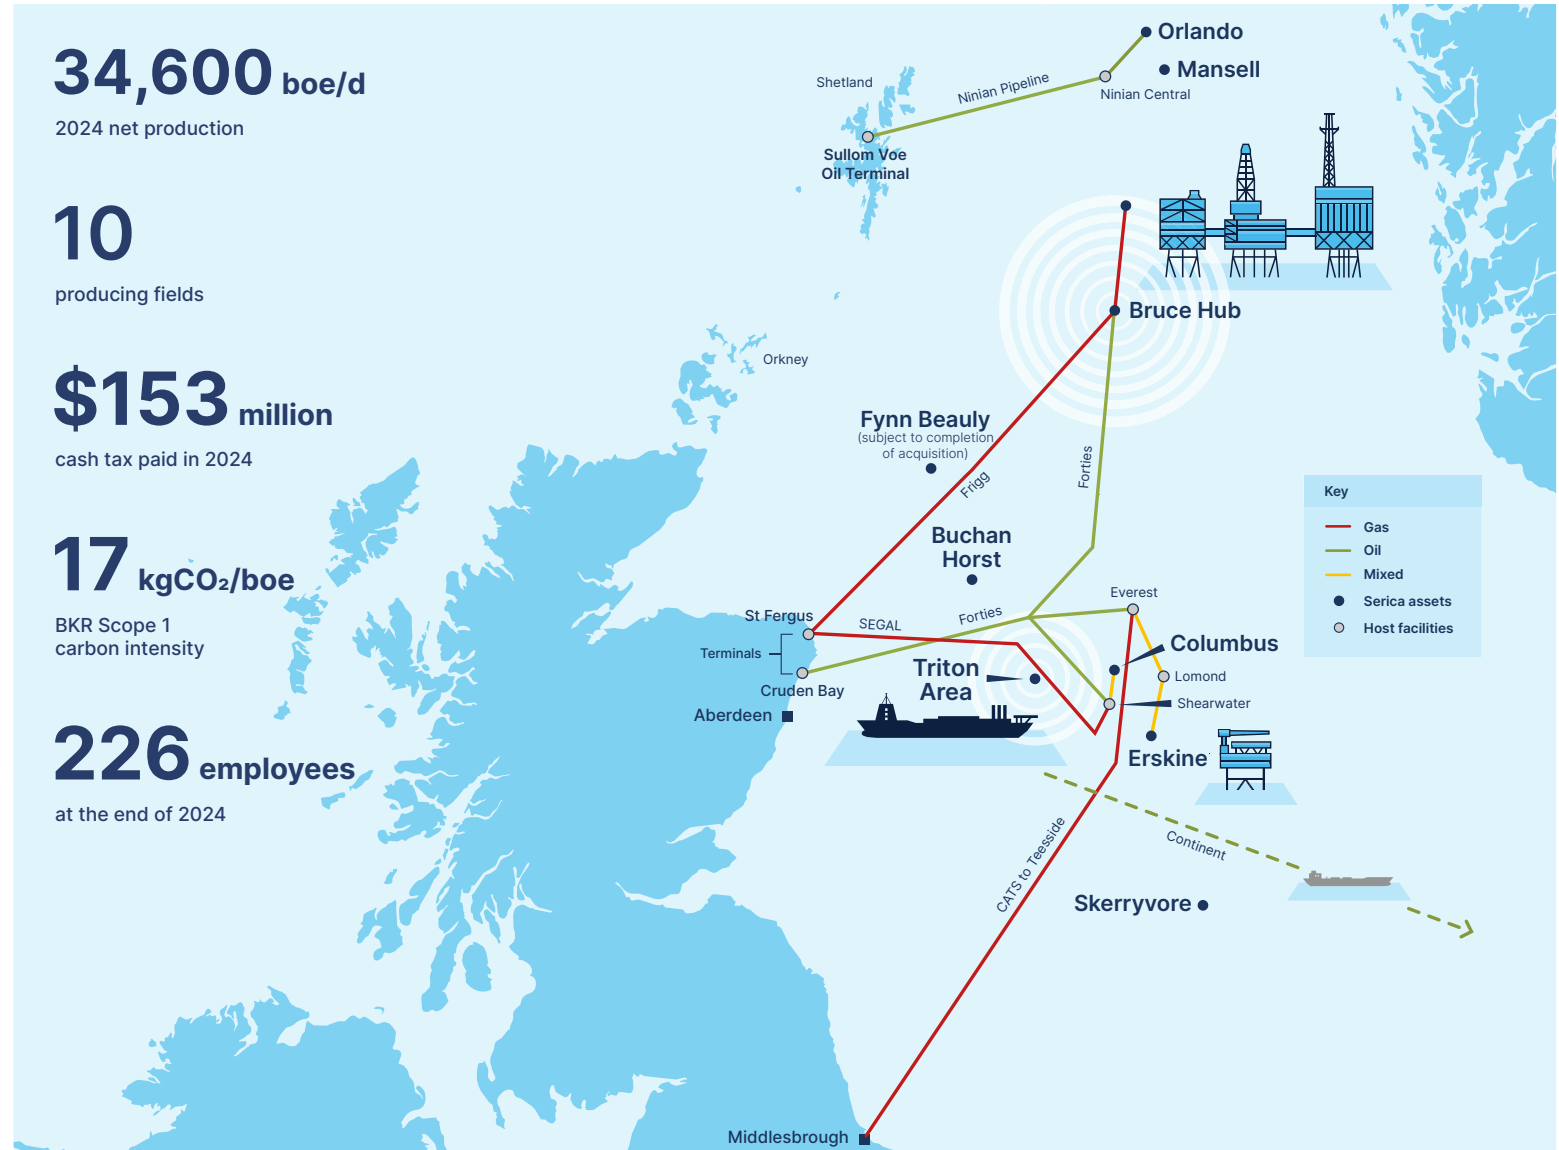 34,600 boe/d
2024 net production
10
producing fields
$153 million
cash tax paid in 2024
17 kgCO₂/boe
BKR Scope 1
carbon intensity
226 employees
at the end of 2024
Orlando
Mansell
Ninian Central
Ninian Pipeline
Shetland
Sullom Voe
Oil Terminal
Bruce Hub
Orkney
Fynn Beauly
(subject to completion
of acquisition)
Frigg
Forties
Buchan
Horst
Key
Gas
Oil
Mixed
Serica assets
Host facilities
Everest
Forties
St Fergus
SEGAL
Terminals
Cruden Bay
Aberdeen
Triton
Area
Columbus
Lomond
Shearwater
Erskine
CATS to Teesside
Continent
Skerryvore
Middlesbrough